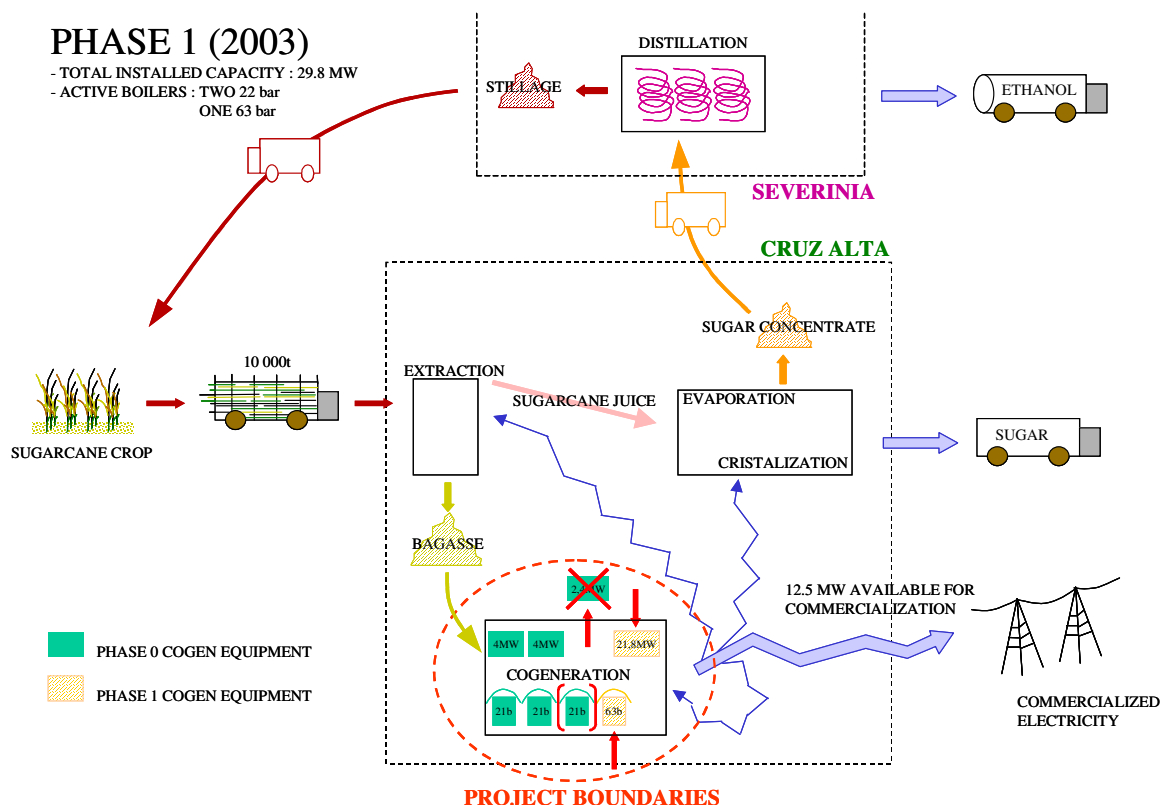 PHASE 1 (2003)
- TOTAL INSTALLED CAPACITY : 29.8 MW
- ACTIVE BOILERS : TWO 22 bar
ONE 63 bar
DISTILLATION
STILLAGE
ETHANOL
SEVERINIA
CRUZ ALTA
SUGAR CONCENTRATE
10 000t
EXTRACTION
SUGARCANE JUICE
EVAPORATION
CRISTALIZATION
SUGAR
SUGARCANE CROP
BAGASSE
12.5 MW AVAILABLE FOR
COMMERCIALIZATION
4MW
4MW
21,8MW
COGENERATION
21b
21b
21b
63b
PHASE 0 COGEN EQUIPMENT
PHASE 1 COGEN EQUIPMENT
COMMERCIALIZED
ELECTRICITY
PROJECT BOUNDARIES